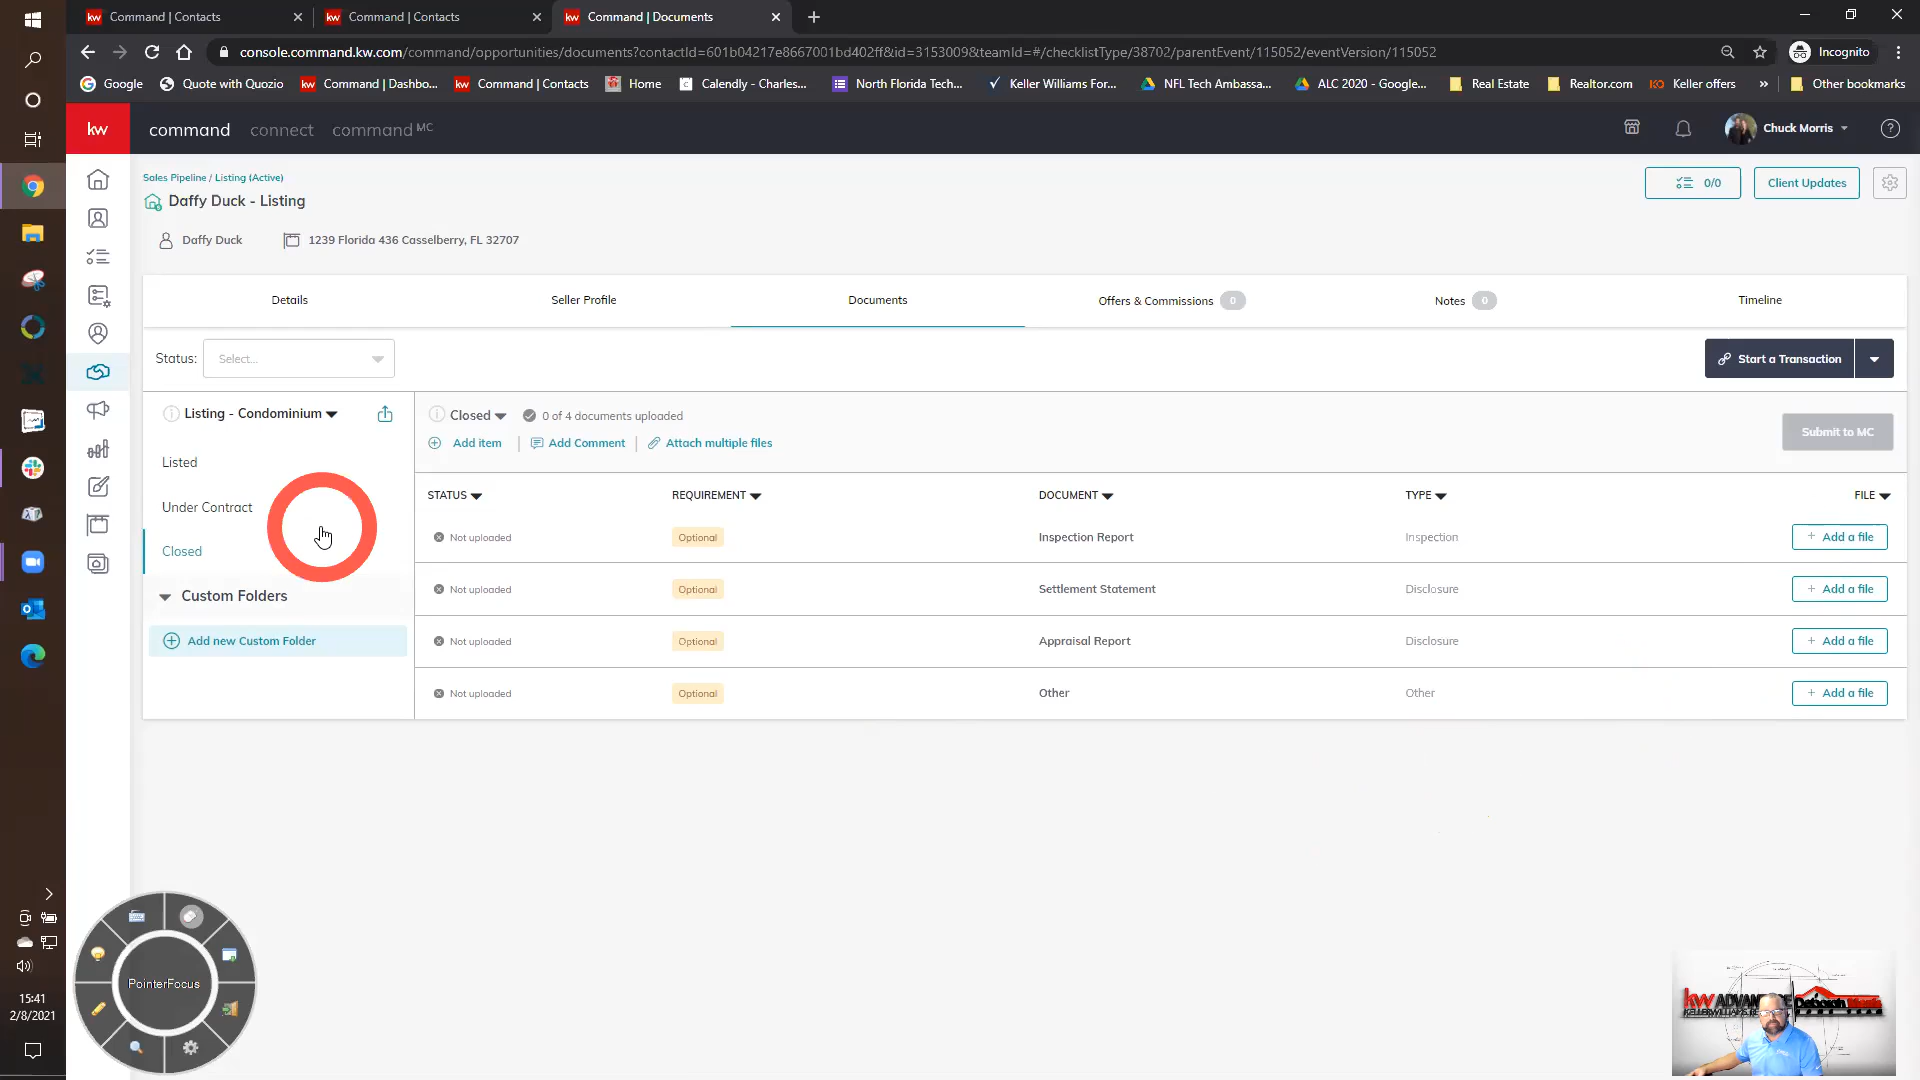 Command | Contacts
Command | Contacts
Command | Documents
console.command.kw.com/command/opportunities/documents?contactId=601b04217e8667001bd402ff&id=3153009&teamId=#/checklistType/38702/parentEvent/115052/eventVersion/115052
Incognito
Google
Quote with Quozio
Command | Dashbo...
Command | Contacts
Home
Calendly - Charles...
North Florida Tech...
Keller Williams For...
NFL Tech Ambassa...
ALC 2020 - Google...
Real Estate
Realtor.com
Keller offers
»
Other bookmarks
kw
command
connect
command MC
Chuck Morris
Sales Pipeline / Listing (Active)
0/0
Client Updates
Daffy Duck - Listing
Daffy Duck
1239 Florida 436 Casselberry, FL 32707
Details
Seller Profile
Documents
Offers & Commissions 0
Notes 0
Timeline
Status: Select...
Start a Transaction
Listing - Condominium
Closed
0 of 4 documents uploaded
Add item
Add Comment
Attach multiple files
Submit to MC
Listed
Under Contract
Closed
Custom Folders
Add new Custom Folder
STATUS REQUIREMENT DOCUMENT TYPE FILE
Not uploaded Optional Inspection Report Inspection + Add a file
Not uploaded Optional Settlement Statement Disclosure + Add a file
Not uploaded Optional Appraisal Report Disclosure + Add a file
Not uploaded Optional Other Other + Add a file
PointerFocus
15:41
2/8/2021